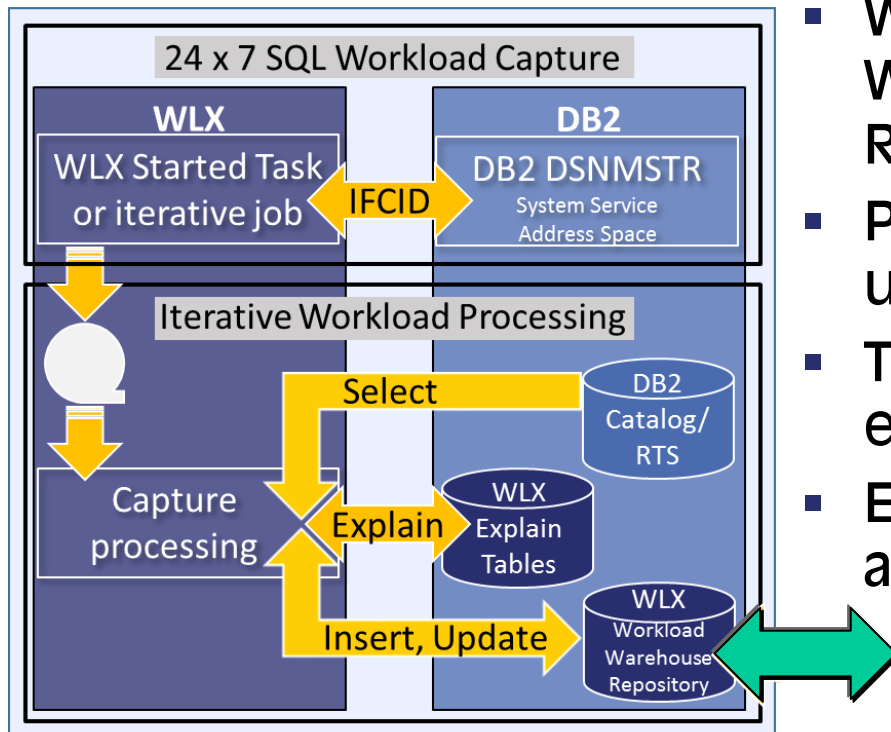 24 x 7 SQL Workload Capture
WLX
WLX Started Task
or iterative job
IFCID
DB2
DB2 DSNMSTR
System Service
Address Space
Iterative Workload Processing
Select
DB2
Catalog/
RTS
Capture
processing
Explain
WLX
Explain
Tables
Insert, Update
WLX
Workload
Warehouse
Repository
W
W
R
P
u
T
e
E
a